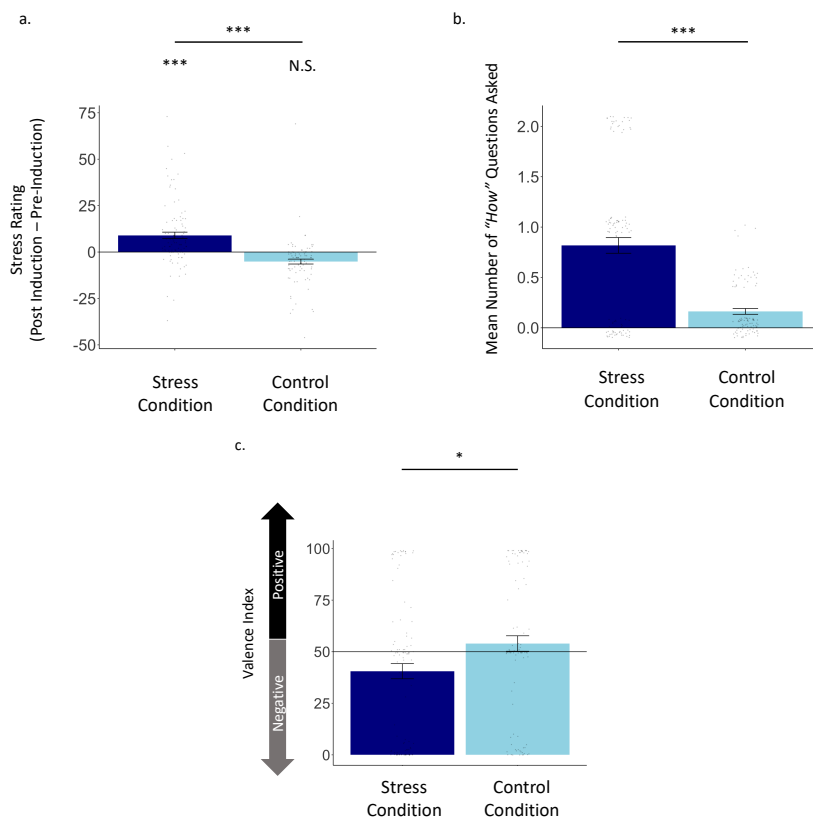 a.
***
***
N.S.
Stress Rating
(Post Induction – Pre-Induction)
75
50
25
0
-25
-50
Stress
Condition
Control
Condition
b.
***
Mean Number of "How" Questions Asked
2.0
1.5
1.0
0.5
0.0
Stress
Condition
Control
Condition
c.
*
Valence Index
Positive
Negative
100
75
50
25
0
Stress
Condition
Control
Condition